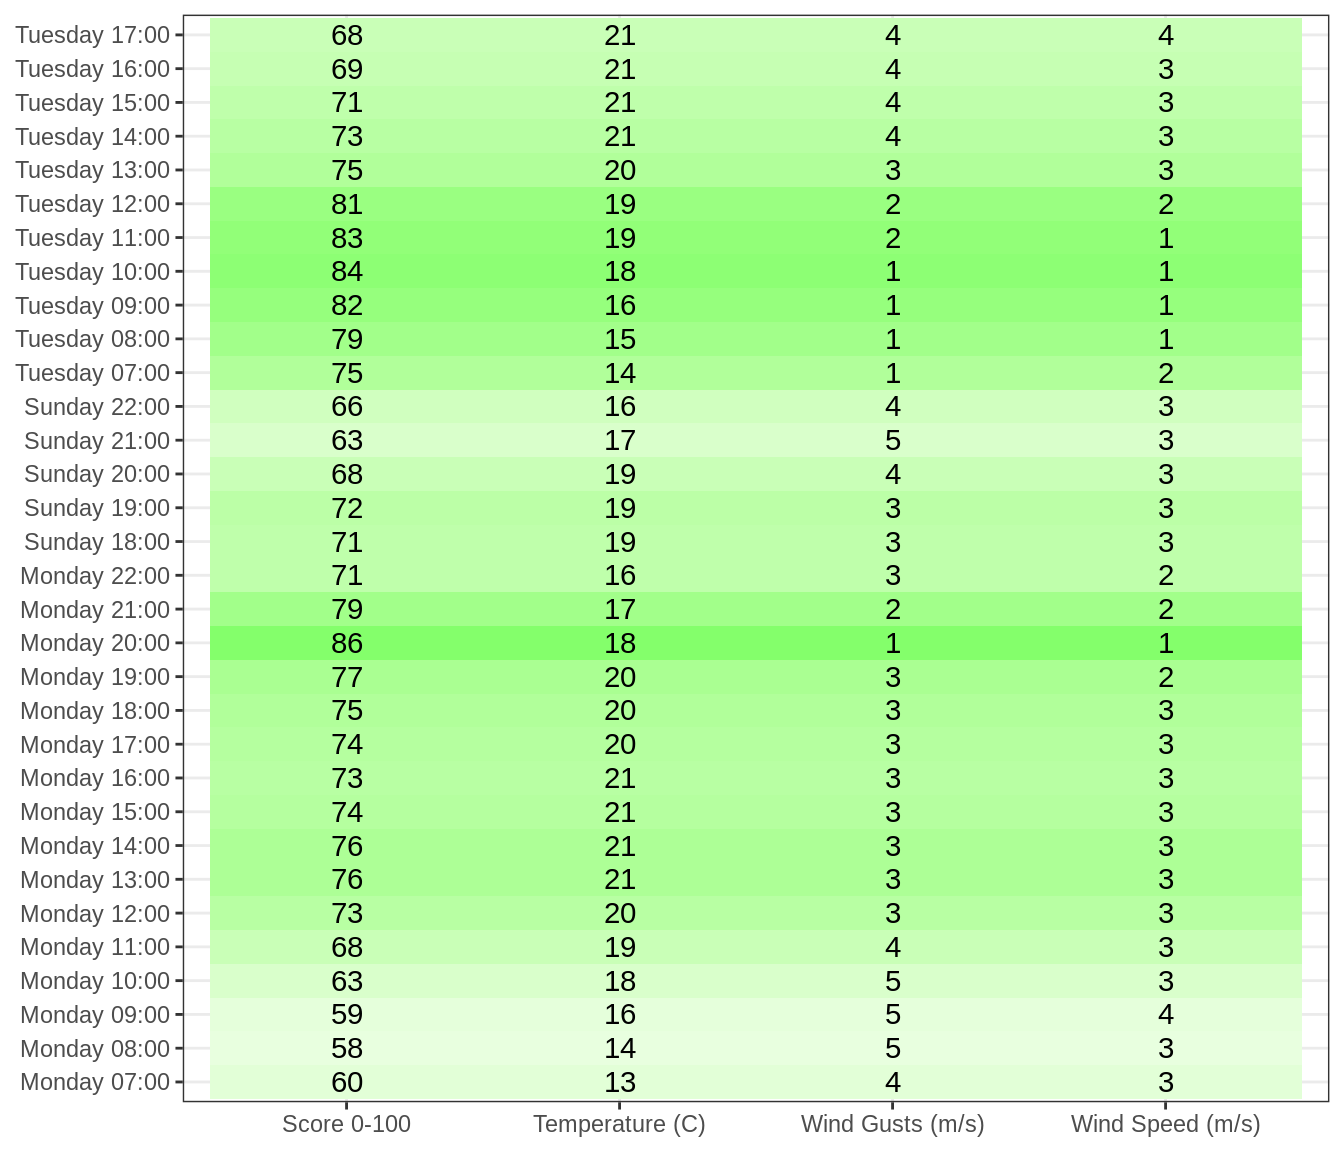 Tuesday 17:00 68 21 4 4
Tuesday 16:00 69 21 4 3
Tuesday 15:00 71 21 4 3
Tuesday 14:00 73 21 4 3
Tuesday 13:00 75 20 3 3
Tuesday 12:00 81 19 2 2
Tuesday 11:00 83 19 2 1
Tuesday 10:00 84 18 1 1
Tuesday 09:00 82 16 1 1
Tuesday 08:00 79 15 1 1
Tuesday 07:00 75 14 1 2
Sunday 22:00 66 16 4 3
Sunday 21:00 63 17 5 3
Sunday 20:00 68 19 4 3
Sunday 19:00 72 19 3 3
Sunday 18:00 71 19 3 3
Monday 22:00 71 16 3 2
Monday 21:00 79 17 2 2
Monday 20:00 86 18 1 1
Monday 19:00 77 20 3 2
Monday 18:00 75 20 3 3
Monday 17:00 74 20 3 3
Monday 16:00 73 21 3 3
Monday 15:00 74 21 3 3
Monday 14:00 76 21 3 3
Monday 13:00 76 21 3 3
Monday 12:00 73 20 3 3
Monday 11:00 68 19 4 3
Monday 10:00 63 18 5 3
Monday 09:00 59 16 5 4
Monday 08:00 58 14 5 3
Monday 07:00 60 13 4 3
Score 0-100 Temperature (C) Wind Gusts (m/s) Wind Speed (m/s)